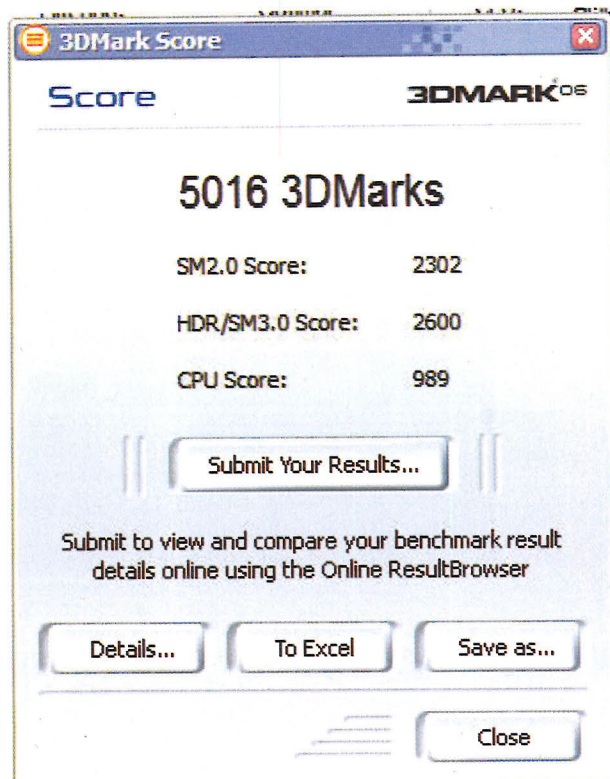 3DMark Score
Score 3DMARK06
5016 3DMarks
SM2.0 Score: 2302
HDR/SM3.0 Score: 2600
CPU Score: 989
Submit Your Results...
Submit to view and compare your benchmark result
details online using the Online ResultBrowser
Details... To Excel Save as...
Close